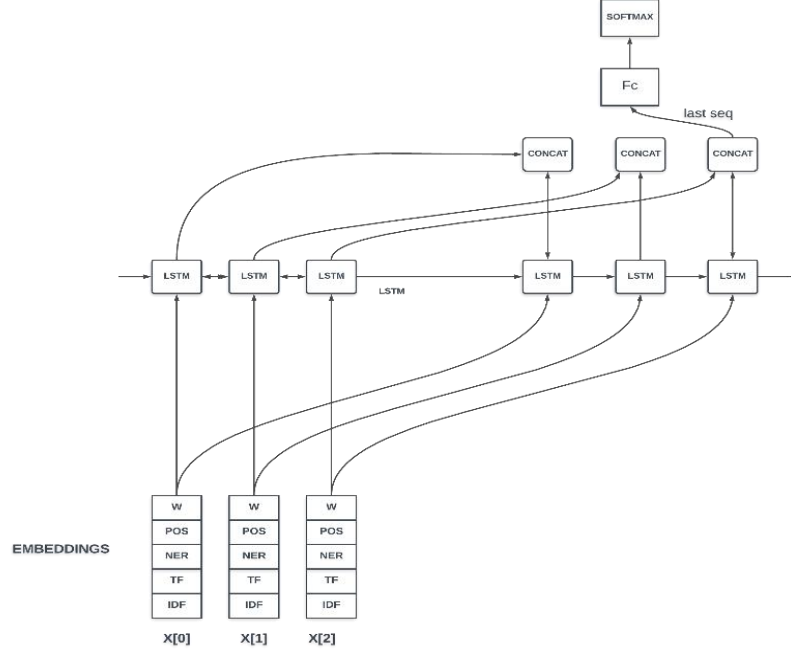 SOFTMAX
Fc
last seq
CONCAT CONCAT CONCAT
LSTM LSTM LSTM LSTM LSTM LSTM
LSTM
W W W
POS POS POS
EMBEDDINGS
NER NER NER
TF TF TF
IDF IDF IDF
X[0] X[1] X[2]